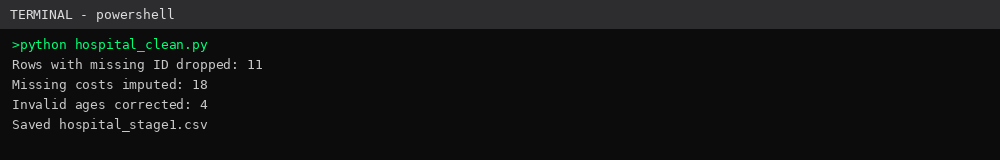 TERMINAL - powershell
>python hospital_clean.py
Rows with missing ID dropped: 11
Missing costs imputed: 18
Invalid ages corrected: 4
Saved hospital_stage1.csv